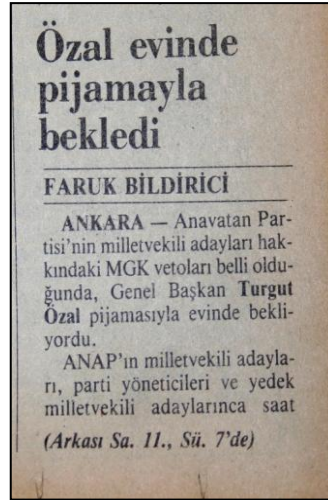 Özal evinde
pijamayla
bekledi
FARUK BİLDİRİCİ
ANKARA — Anavatan Par-
tisi'nin milletvekili adayları hak-
kındaki MGK vetoları belli oldu-
ğunda, Genel Başkan Turgut
Özal pijamasıyla evinde bekli-
yordu.
ANAP'ın milletvekili adayla-
rı, parti yöneticileri ve yedek
milletvekili adaylarınca saat
(Arkası Sa. 11., Sü. 7'de)